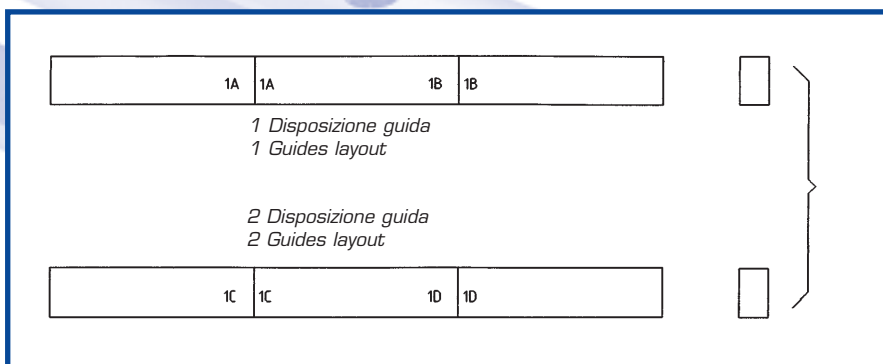 1A 1A 1B 1B
1 Disposizione guida
1 Guides layout
2 Disposizione guida
2 Guides layout
1C 1C 1D 1D